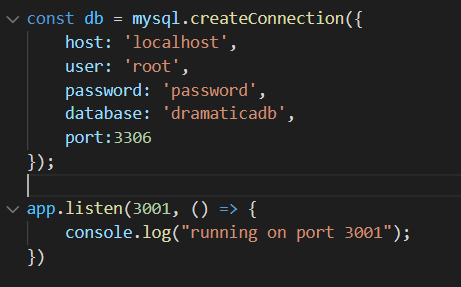 const db = mysql.createConnection({
    host: 'localhost',
    user: 'root',
    password: 'password',
    database: 'dramaticadb',
    port:3306
});

app.listen(3001, () => {
    console.log("running on port 3001");
})